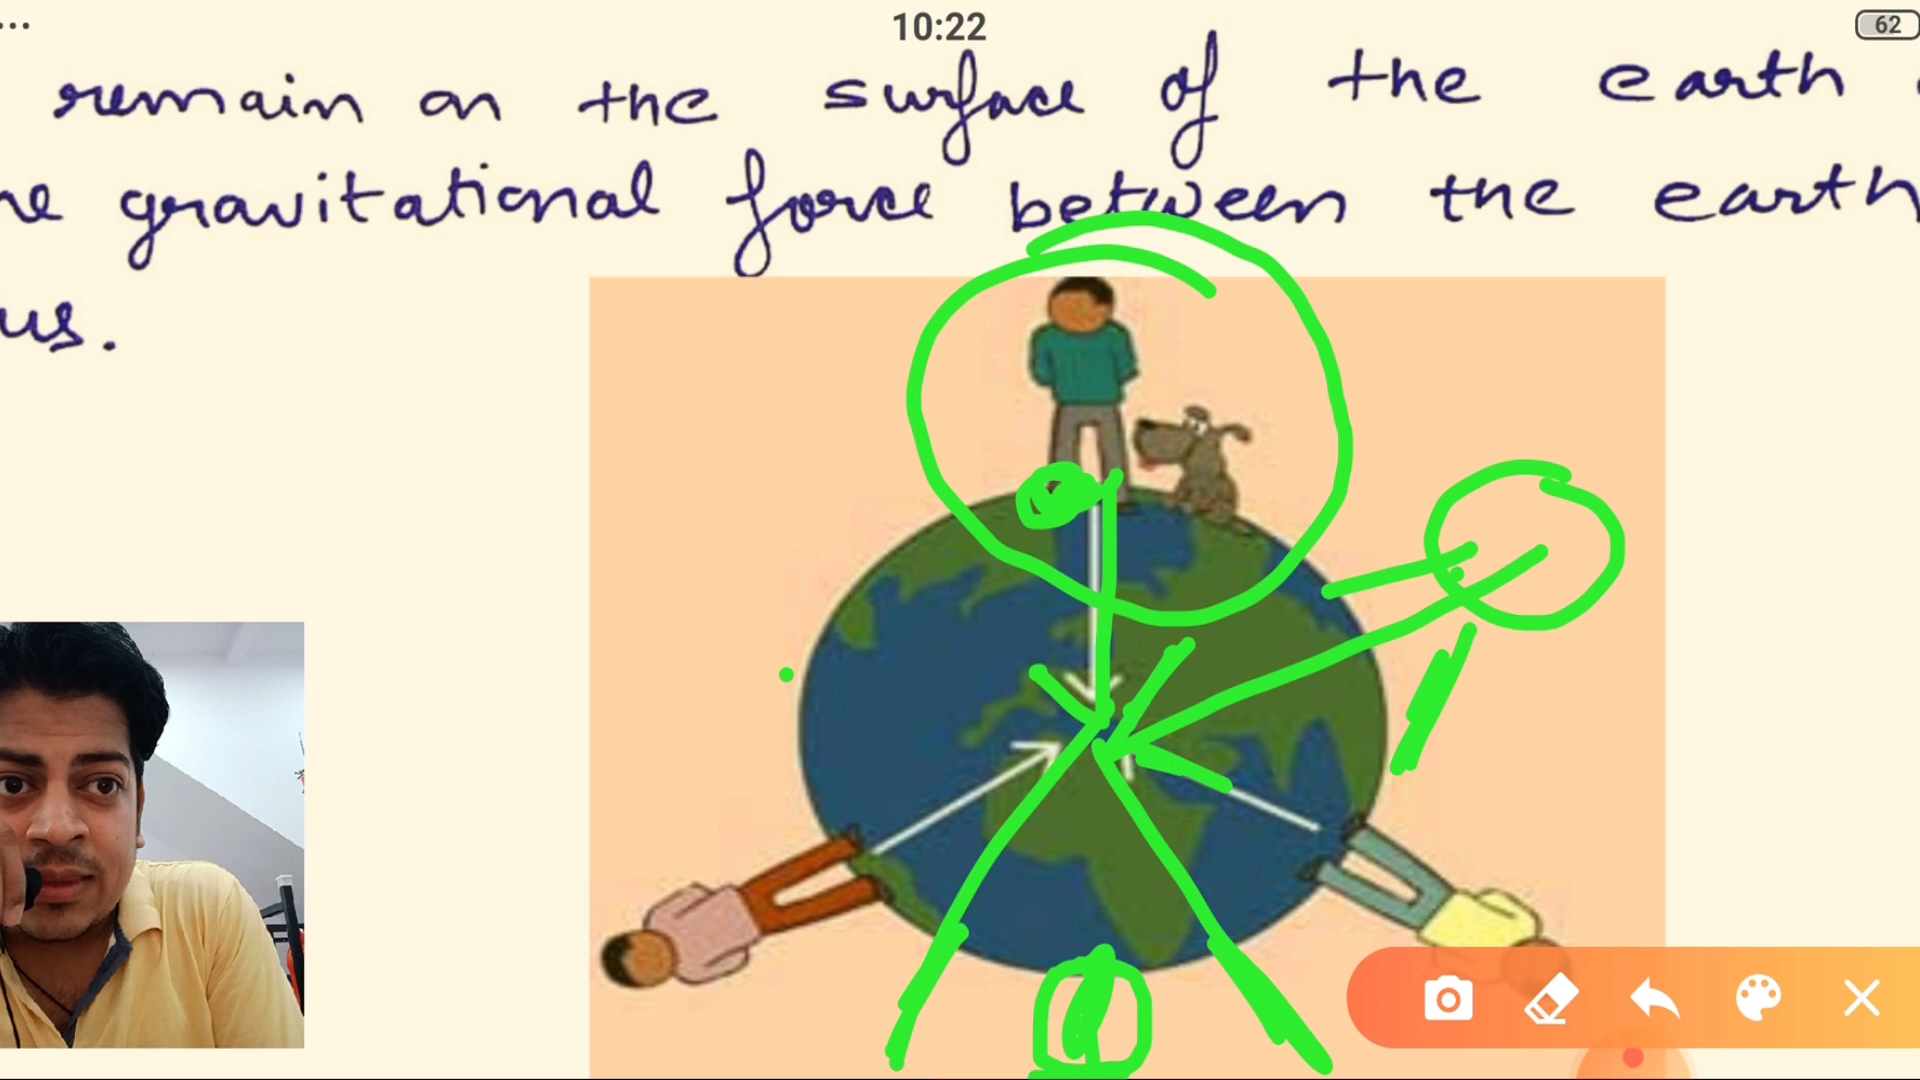 10:22
62
remain on the surface of the earth
gravitational force between the earth
us.